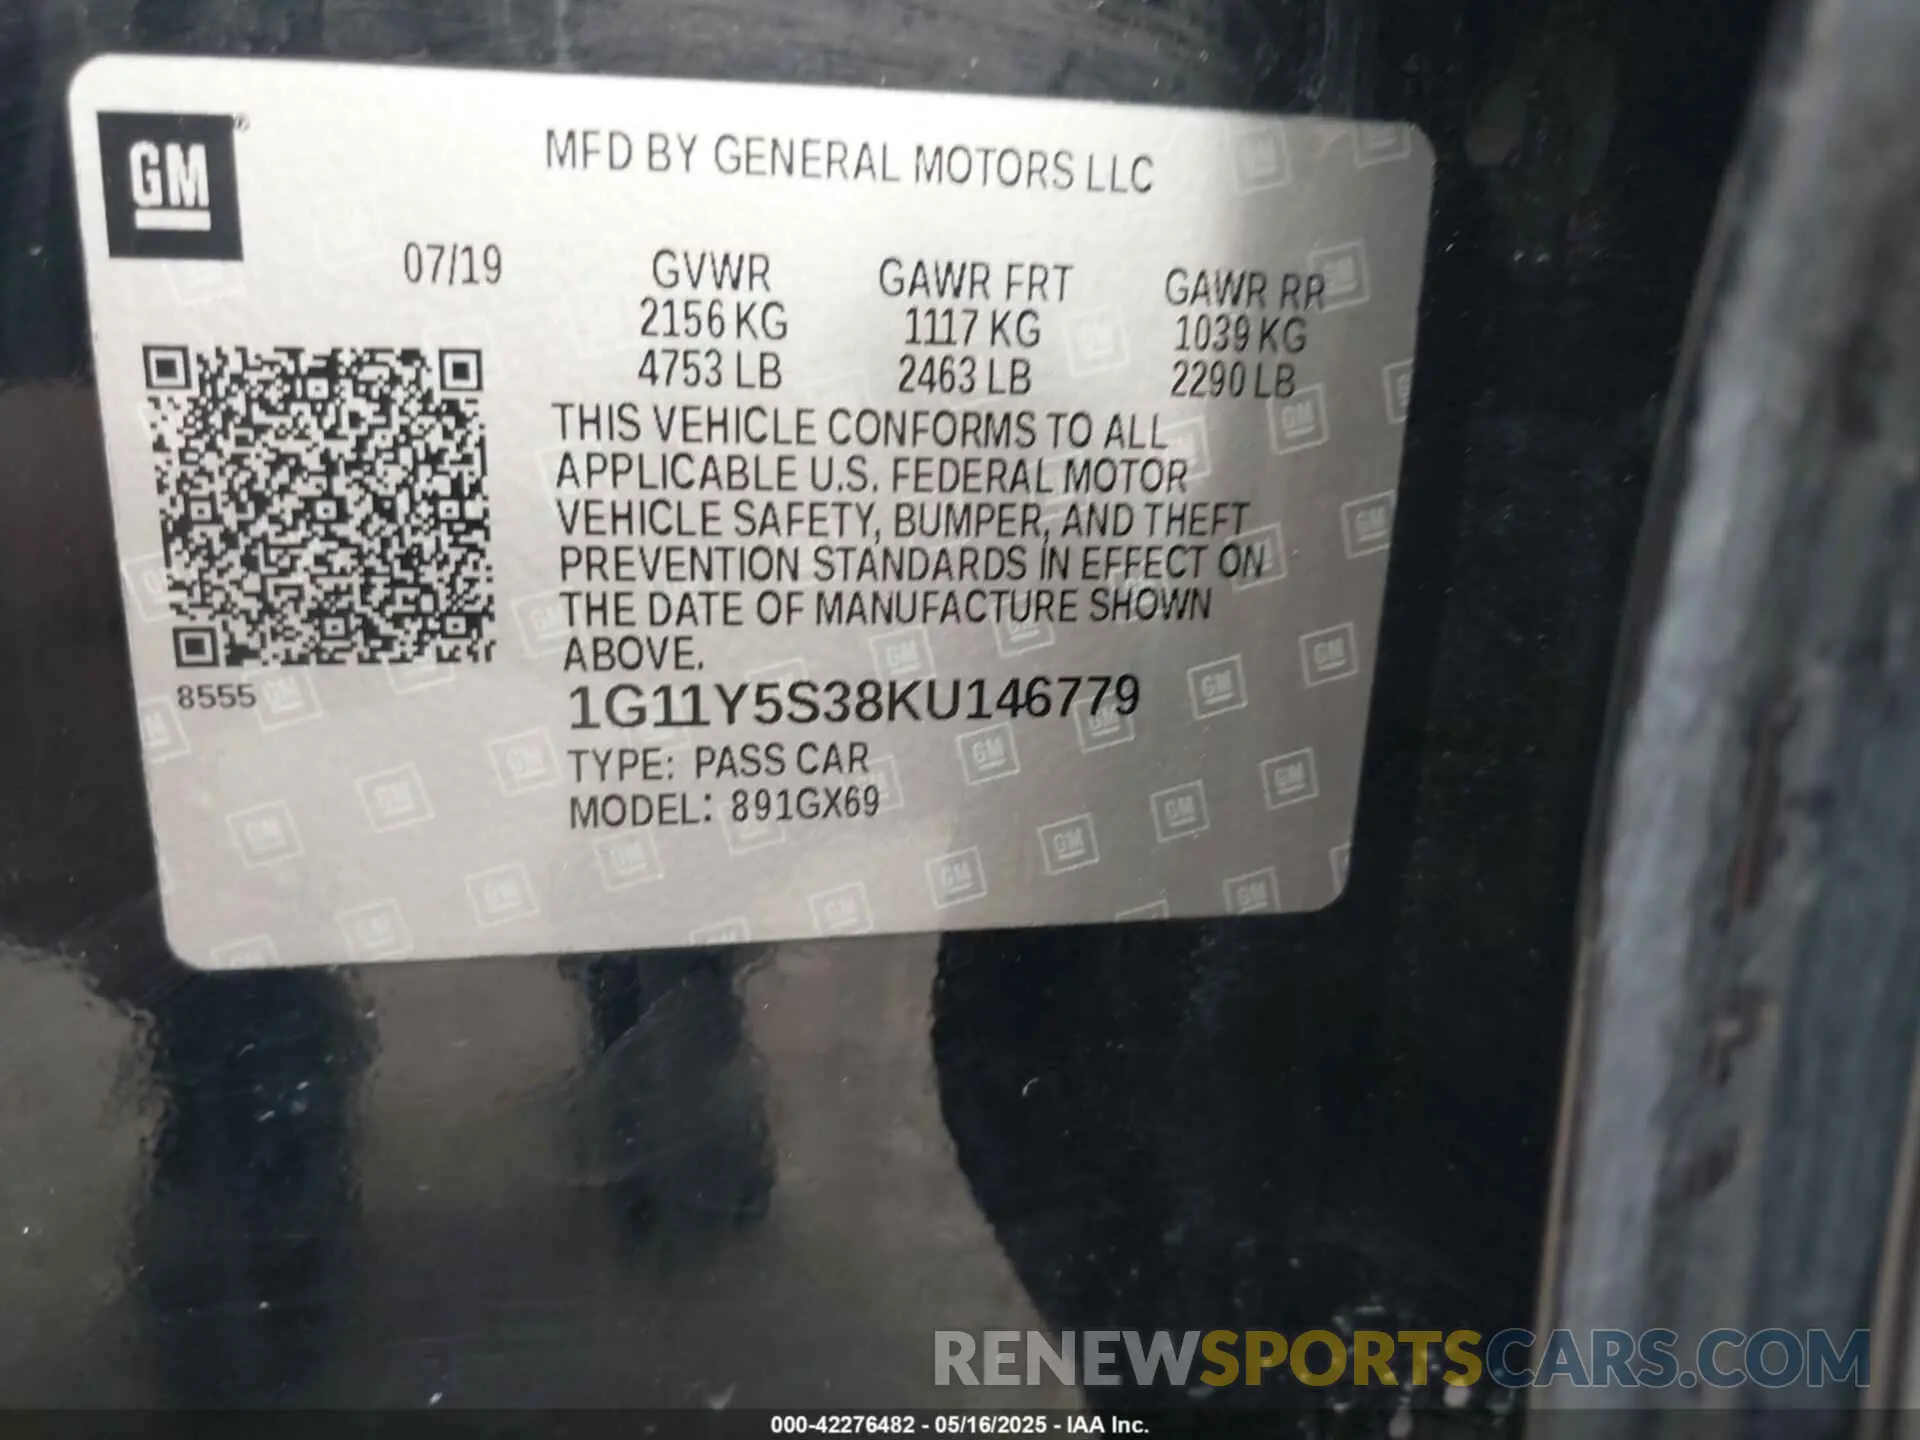 GM
MFD BY GENERAL MOTORS LLC
07/19
GVWR
2156 KG
4753 LB
GAWR FRT
1117 KG
2463 LB
GAWR RR
1039 KG
2290 LB
THIS VEHICLE CONFORMS TO ALL
APPLICABLE U.S. FEDERAL MOTOR
VEHICLE SAFETY, BUMPER, AND THEFT
PREVENTION STANDARDS IN EFFECT ON
THE DATE OF MANUFACTURE SHOWN
ABOVE.
8555
1G11Y5S38KU146779
TYPE: PASS CAR
MODEL: 891GX69
RENEWSPORTSCARS.COM
000-42276482 - 05/16/2025 - IAA Inc.